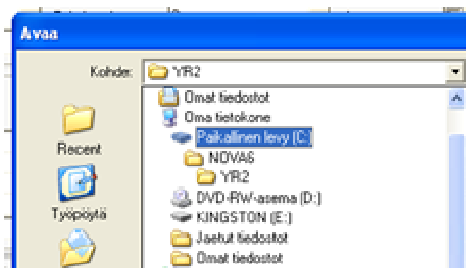 Avaa
Kohde:
YR2
Omat tiedostot
Oma tietokone
Paikallinen levy (C:)
NOVA6
YR2
DVD-RW-asema (D:)
KINGSTON (E:)
Jaetut tiedostot
Omat tiedostot
Recent
Työpöytä